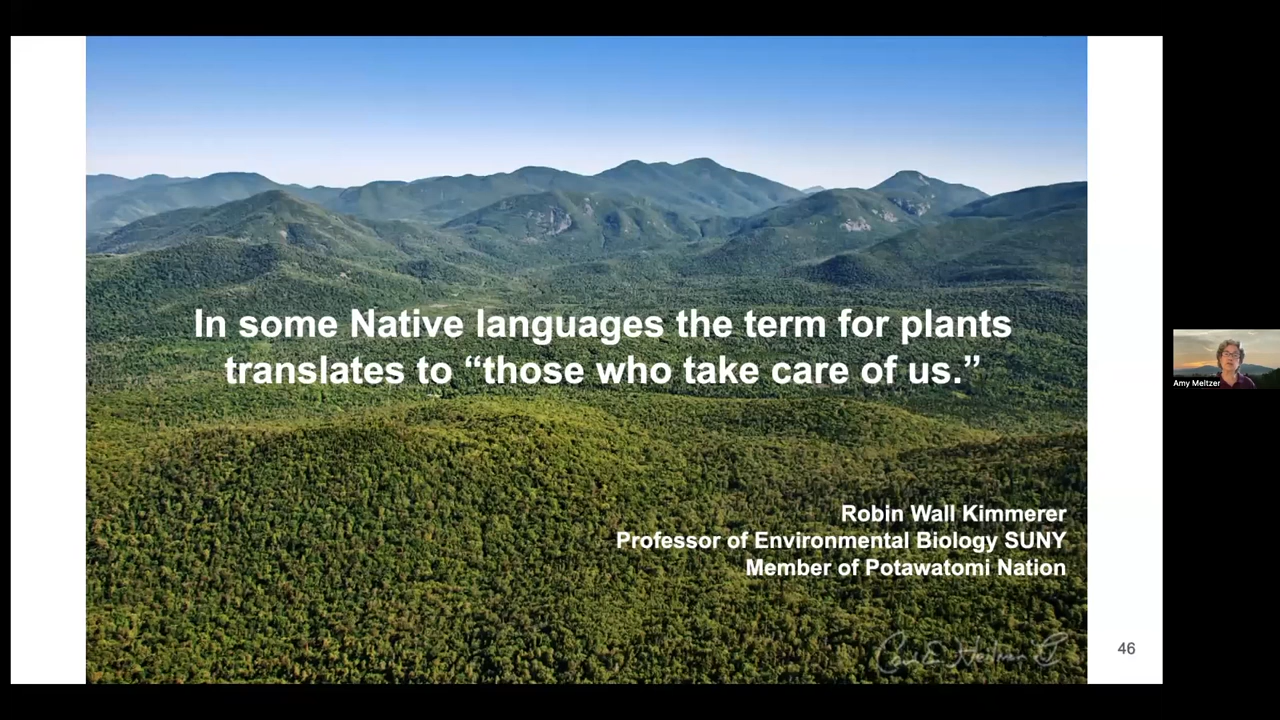 In some Native languages the term for plants
translates to “those who take care of us.”
Robin Wall Kimmerer
Professor of Environmental Biology SUNY
Member of Potawatomi Nation
46
Amy Meltzer